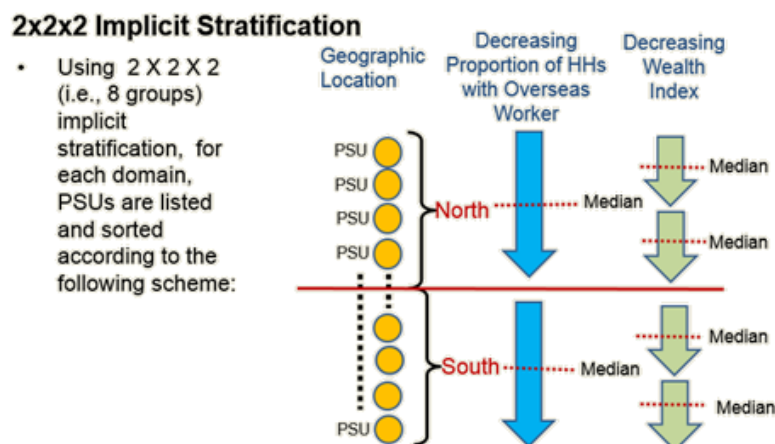 2x2x2 Implicit Stratification
• Using 2 X 2 X 2
(i.e., 8 groups)
implicit
stratification, for
each domain,
PSUs are listed
and sorted
according to the
following scheme:
Geographic
Location
Decreasing
Proportion of HHs
with Overseas
Worker
Decreasing
Wealth
Index
PSU
PSU
PSU
PSU
North
Median
Median
Median
South
PSU
Median
Median
Median